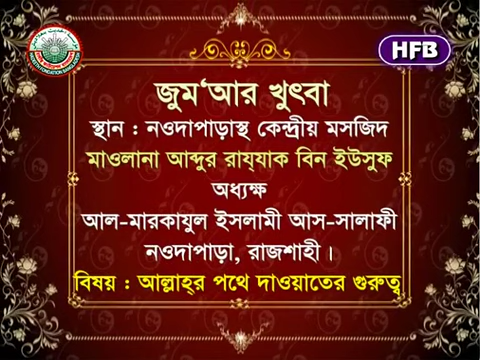 HFB
জুম‘আর খুৎবা
স্থান : নওদাপাড়াস্থ কেন্দ্রীয় মসজিদ
মাওলানা আব্দুর রায্যাক বিন ইউসুফ
অধ্যক্ষ
আল-মারকাযুল ইসলামী আস-সালাফী
নওদাপাড়া, রাজশাহী।
বিষয় : আল্লাহ্র পথে দাওয়াতের গুরুত্ব